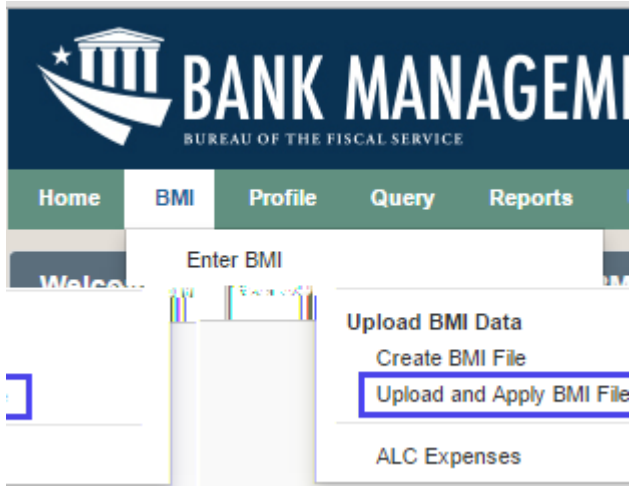 BANK MANAGEM
BUREAU OF THE FISCAL SERVICE
Home BMI Profile Query Reports
Enter BMI
Upload BMI Data
Create BMI File
Upload and Apply BMI File
ALC Expenses